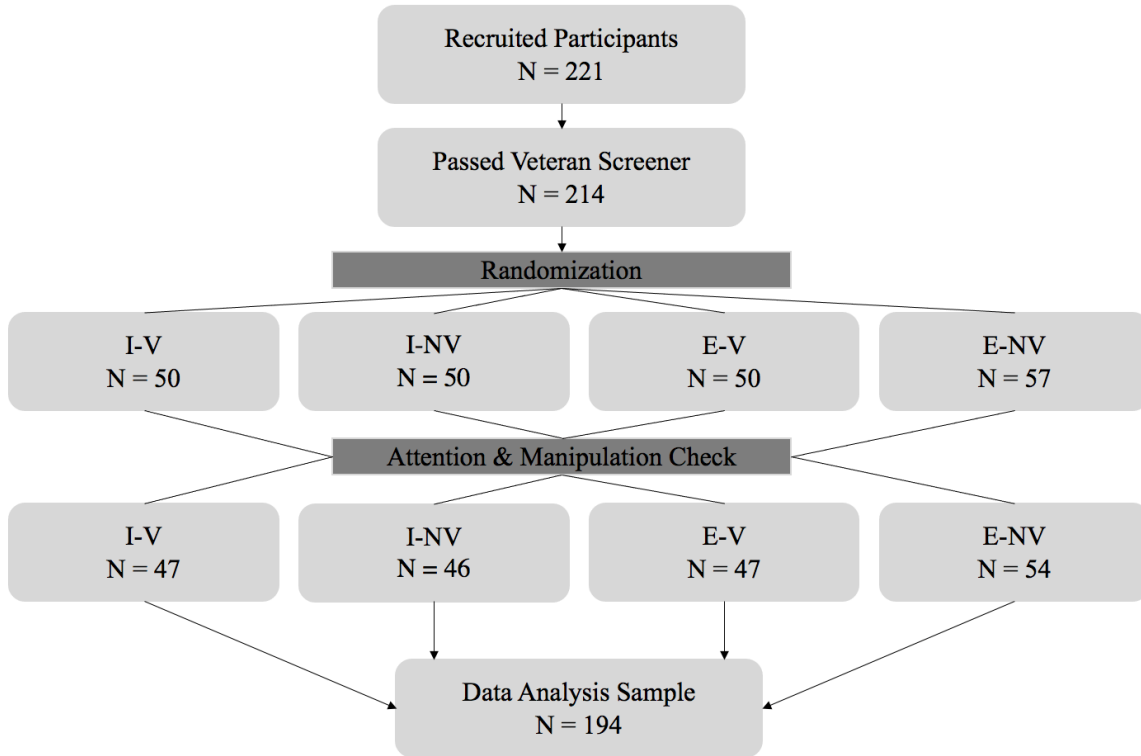 Recruited Participants
N = 221
Passed Veteran Screener
N = 214
Randomization
I-V
N = 50
I-NV
N = 50
E-V
N = 50
E-NV
N = 57
Attention & Manipulation Check
I-V
N = 47
I-NV
N = 46
E-V
N = 47
E-NV
N = 54
Data Analysis Sample
N = 194